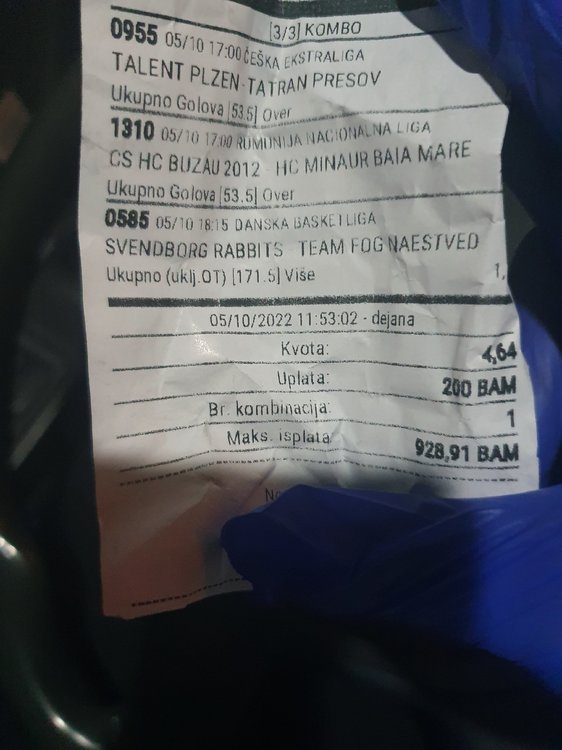 [3/3] KOMBO
0955 05/10 17:00 ČEŠKA EKSTRALIGA
TALENT PLZEN-TATRAN PRESOV
Ukupno Golova [53.5] Over
1310 05/10 17:00 RUMUNIJA NACIONALNA LIGA
CS HC BUZAU 2012 - HC MINAUR BAIA MARE
Ukupno Golova [53.5] Over
0585 05/10 18:15 DANSKA BASKET LIGA
SVENDBORG RABBITS - TEAM FOG NAESTVED
Ukupno (uklj.OT) [171.5] Više 1,
05/10/2022 11:53:02 - dejana
Kvota: 4,64
Uplata: 200 BAM
Br. kombinacija: 1
Maks. isplata: 928,91 BAM